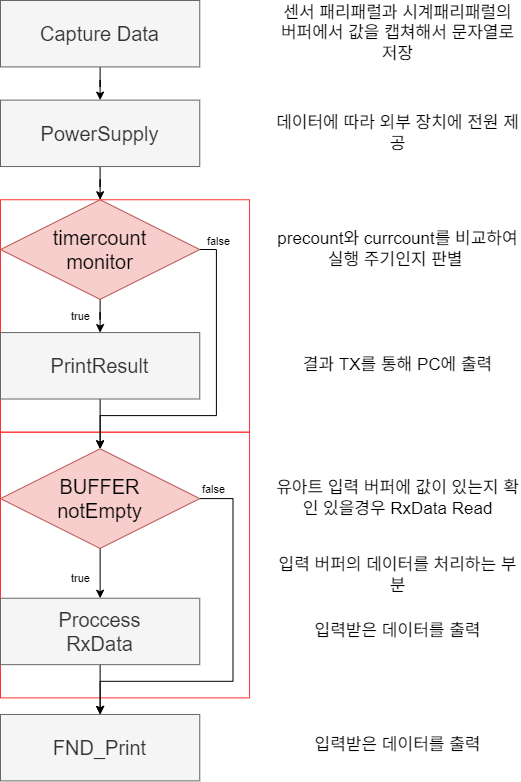 Capture Data
센서 패리패럴과 시계패리패럴의
버퍼에서 값을 캡쳐해서 문자열로
저장
PowerSupply
데이터에 따라 외부 장치에 전원 제
공
timercount
monitor
false
precount와 currcount를 비교하여
실행 주기인지 판별
true
PrintResult
결과 TX를 통해 PC에 출력
BUFFER
notEmpty
false
유아트 입력 버퍼에 값이 있는지 확
인 있을경우 RxData Read
true
입력 버퍼의 데이터를 처리하는 부
분
Proccess
RxData
입력받은 데이터를 출력
FND_Print
입력받은 데이터를 출력